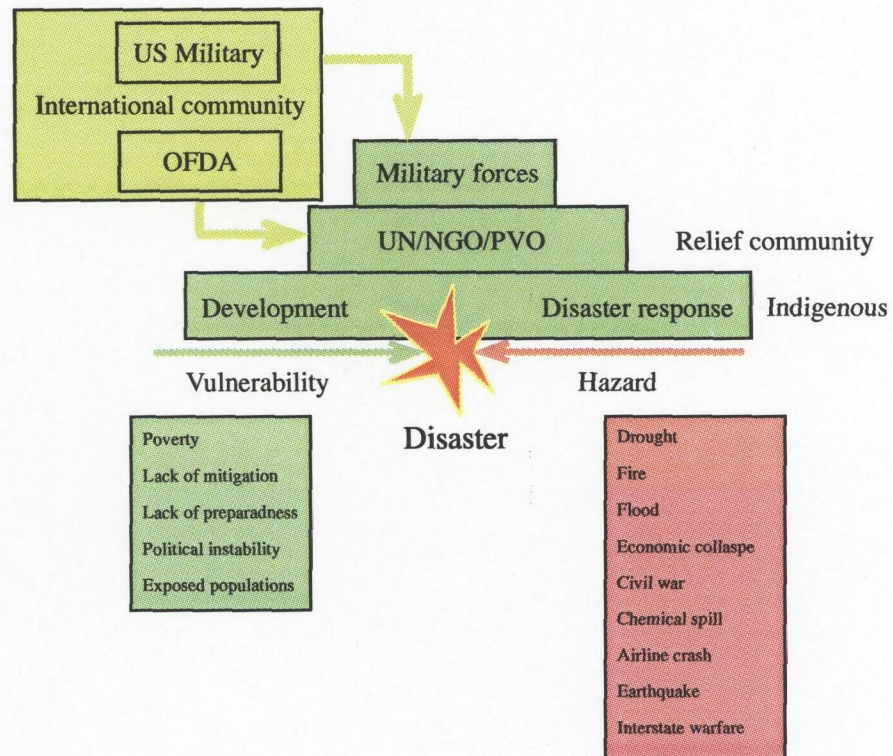 US Military
International community
OFDA
Military forces
UN/NGO/PVO
Relief community
Development
Disaster response
Indigenous
Vulnerability
Hazard
Disaster
Poverty
Lack of mitigation
Lack of preparadness
Political instability
Exposed populations
Drought
Fire
Flood
Economic collaspe
Civil war
Chemical spill
Airline crash
Earthquake
Interstate warfare